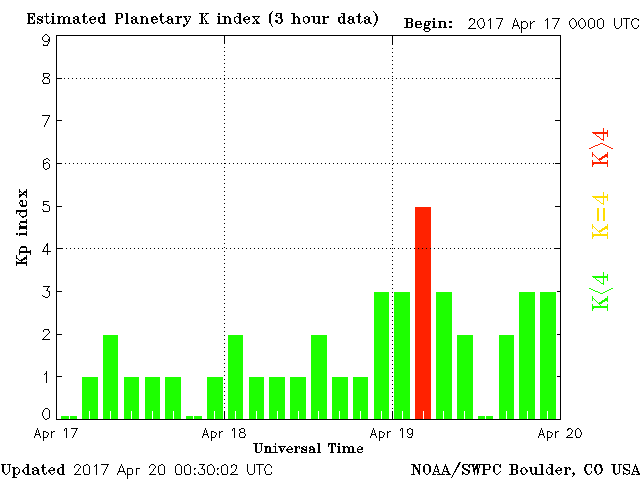 Estimated Planetary K index (3 hour data)
Begin: 2017 Apr 17 0000 UTC
9
8
7
6
5
4
3
2
1
0
Kp index
K>4
K=4
K<4
Apr 17
Apr 18
Apr 19
Apr 20
Universal Time
Updated 2017 Apr 20 00:30:02 UTC
NOAA/SWPC Boulder, CO USA